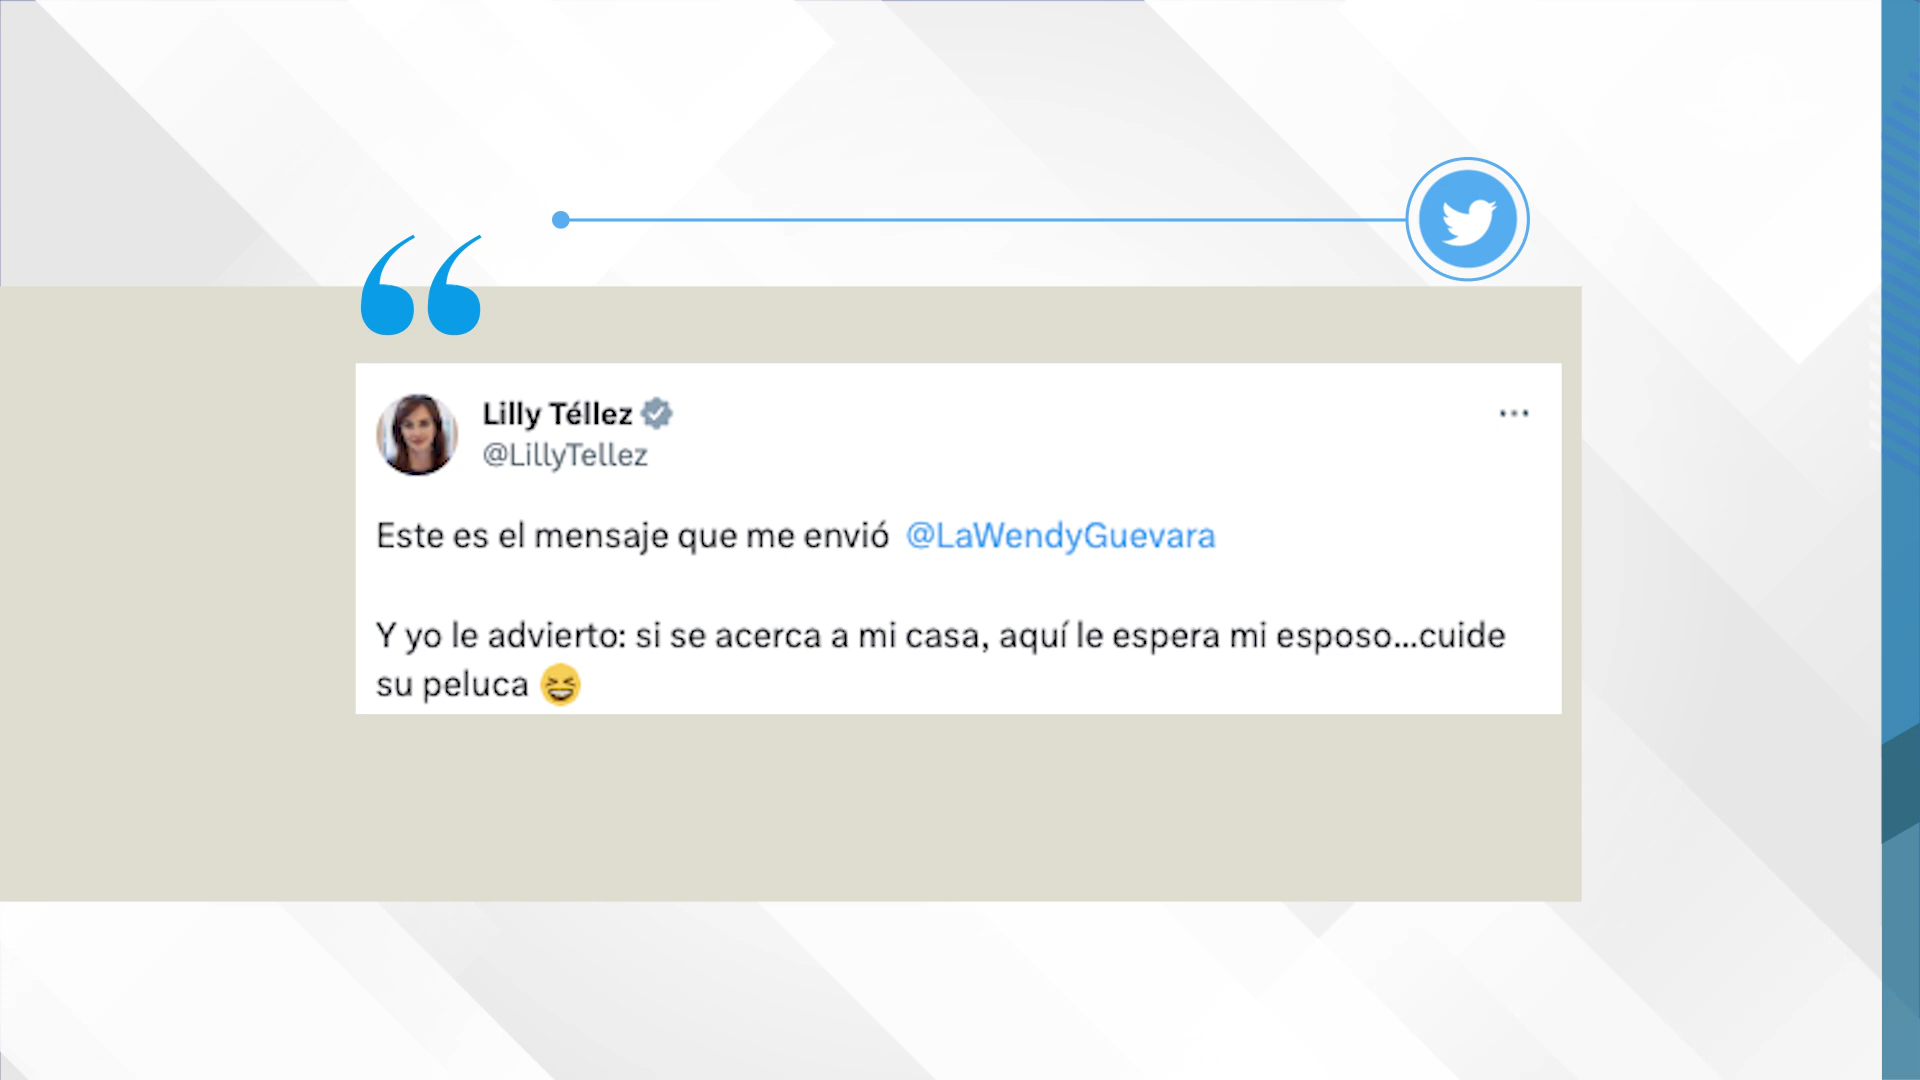 Lilly Téllez
@LillyTellez
Este es el mensaje que me envió @LaWendyGuevara
Y yo le advierto: si se acerca a mi casa, aquí le espera mi esposo...cuide
su peluca 😆